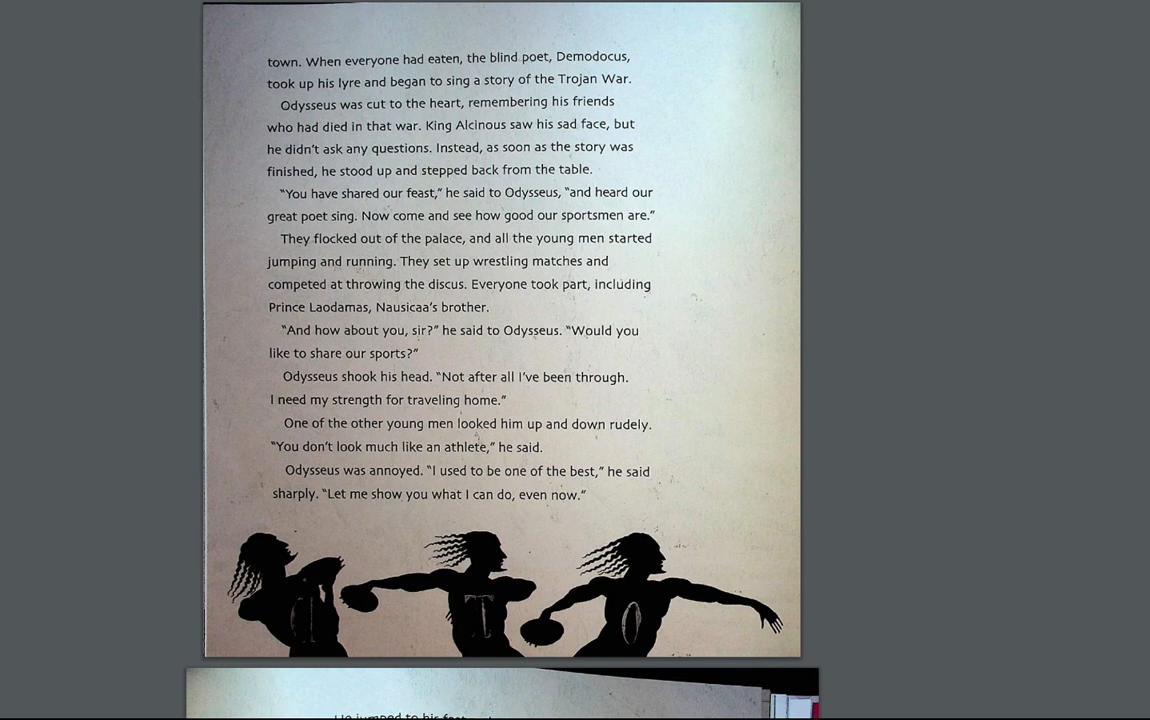 town. When everyone had eaten, the blind poet, Demodocus,
took up his lyre and began to sing a story of the Trojan War.
Odysseus was cut to the heart, remembering his friends
who had died in that war. King Alcinous saw his sad face, but
he didn't ask any questions. Instead, as soon as the story was
finished, he stood up and stepped back from the table.
“You have shared our feast,” he said to Odysseus, “and heard our
great poet sing. Now come and see how good our sportsmen are.”
They flocked out of the palace, and all the young men started
jumping and running. They set up wrestling matches and
competed at throwing the discus. Everyone took part, including
Prince Laodamas, Nausicaa's brother.
“And how about you, sir?” he said to Odysseus. “Would you
like to share our sports?”
Odysseus shook his head. “Not after all I've been through.
I need my strength for traveling home.”
One of the other young men looked him up and down rudely.
“You don't look much like an athlete,” he said.
Odysseus was annoyed. “I used to be one of the best,” he said
sharply. “Let me show you what I can do, even now.”
T O
He jumped to his